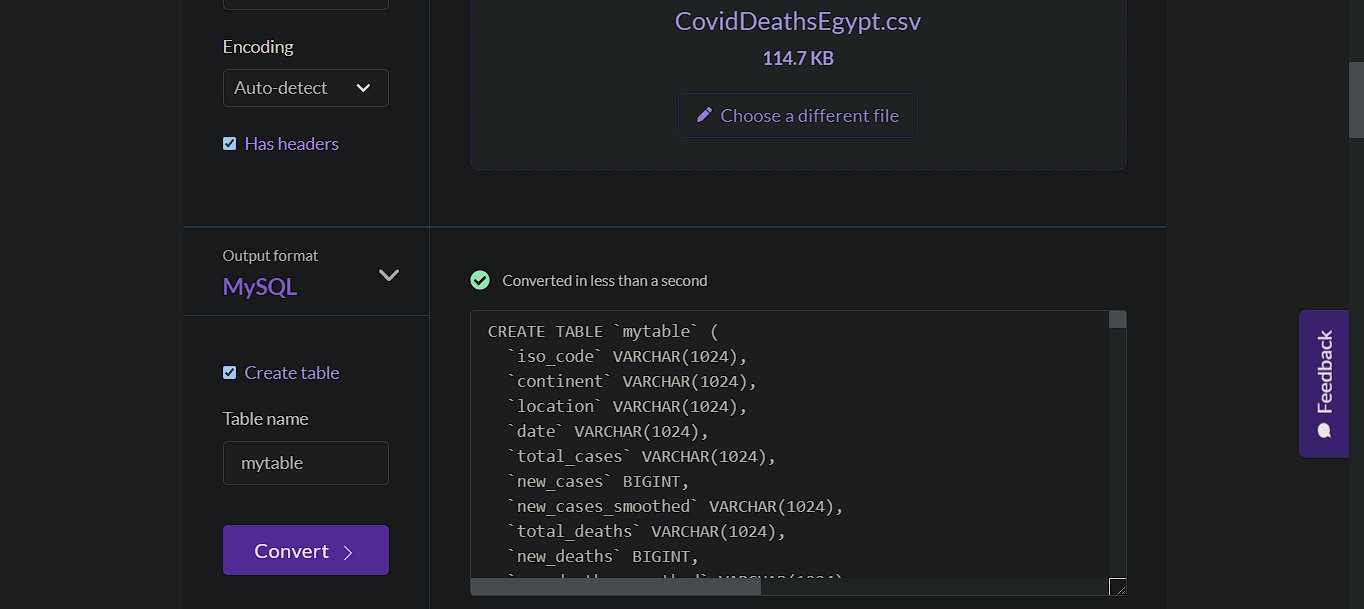 Encoding
Auto-detect
Has headers
CovidDeathsEgypt.csv
114.7 KB
Choose a different file
Output format
MySQL
Create table
Table name
mytable
Convert
Converted in less than a second
CREATE TABLE `mytable` (
`iso_code` VARCHAR(1024),
`continent` VARCHAR(1024),
`location` VARCHAR(1024),
`date` VARCHAR(1024),
`total_cases` VARCHAR(1024),
`new_cases` BIGINT,
`new_cases_smoothed` VARCHAR(1024),
`total_deaths` VARCHAR(1024),
`new_deaths` BIGINT,
Feedback